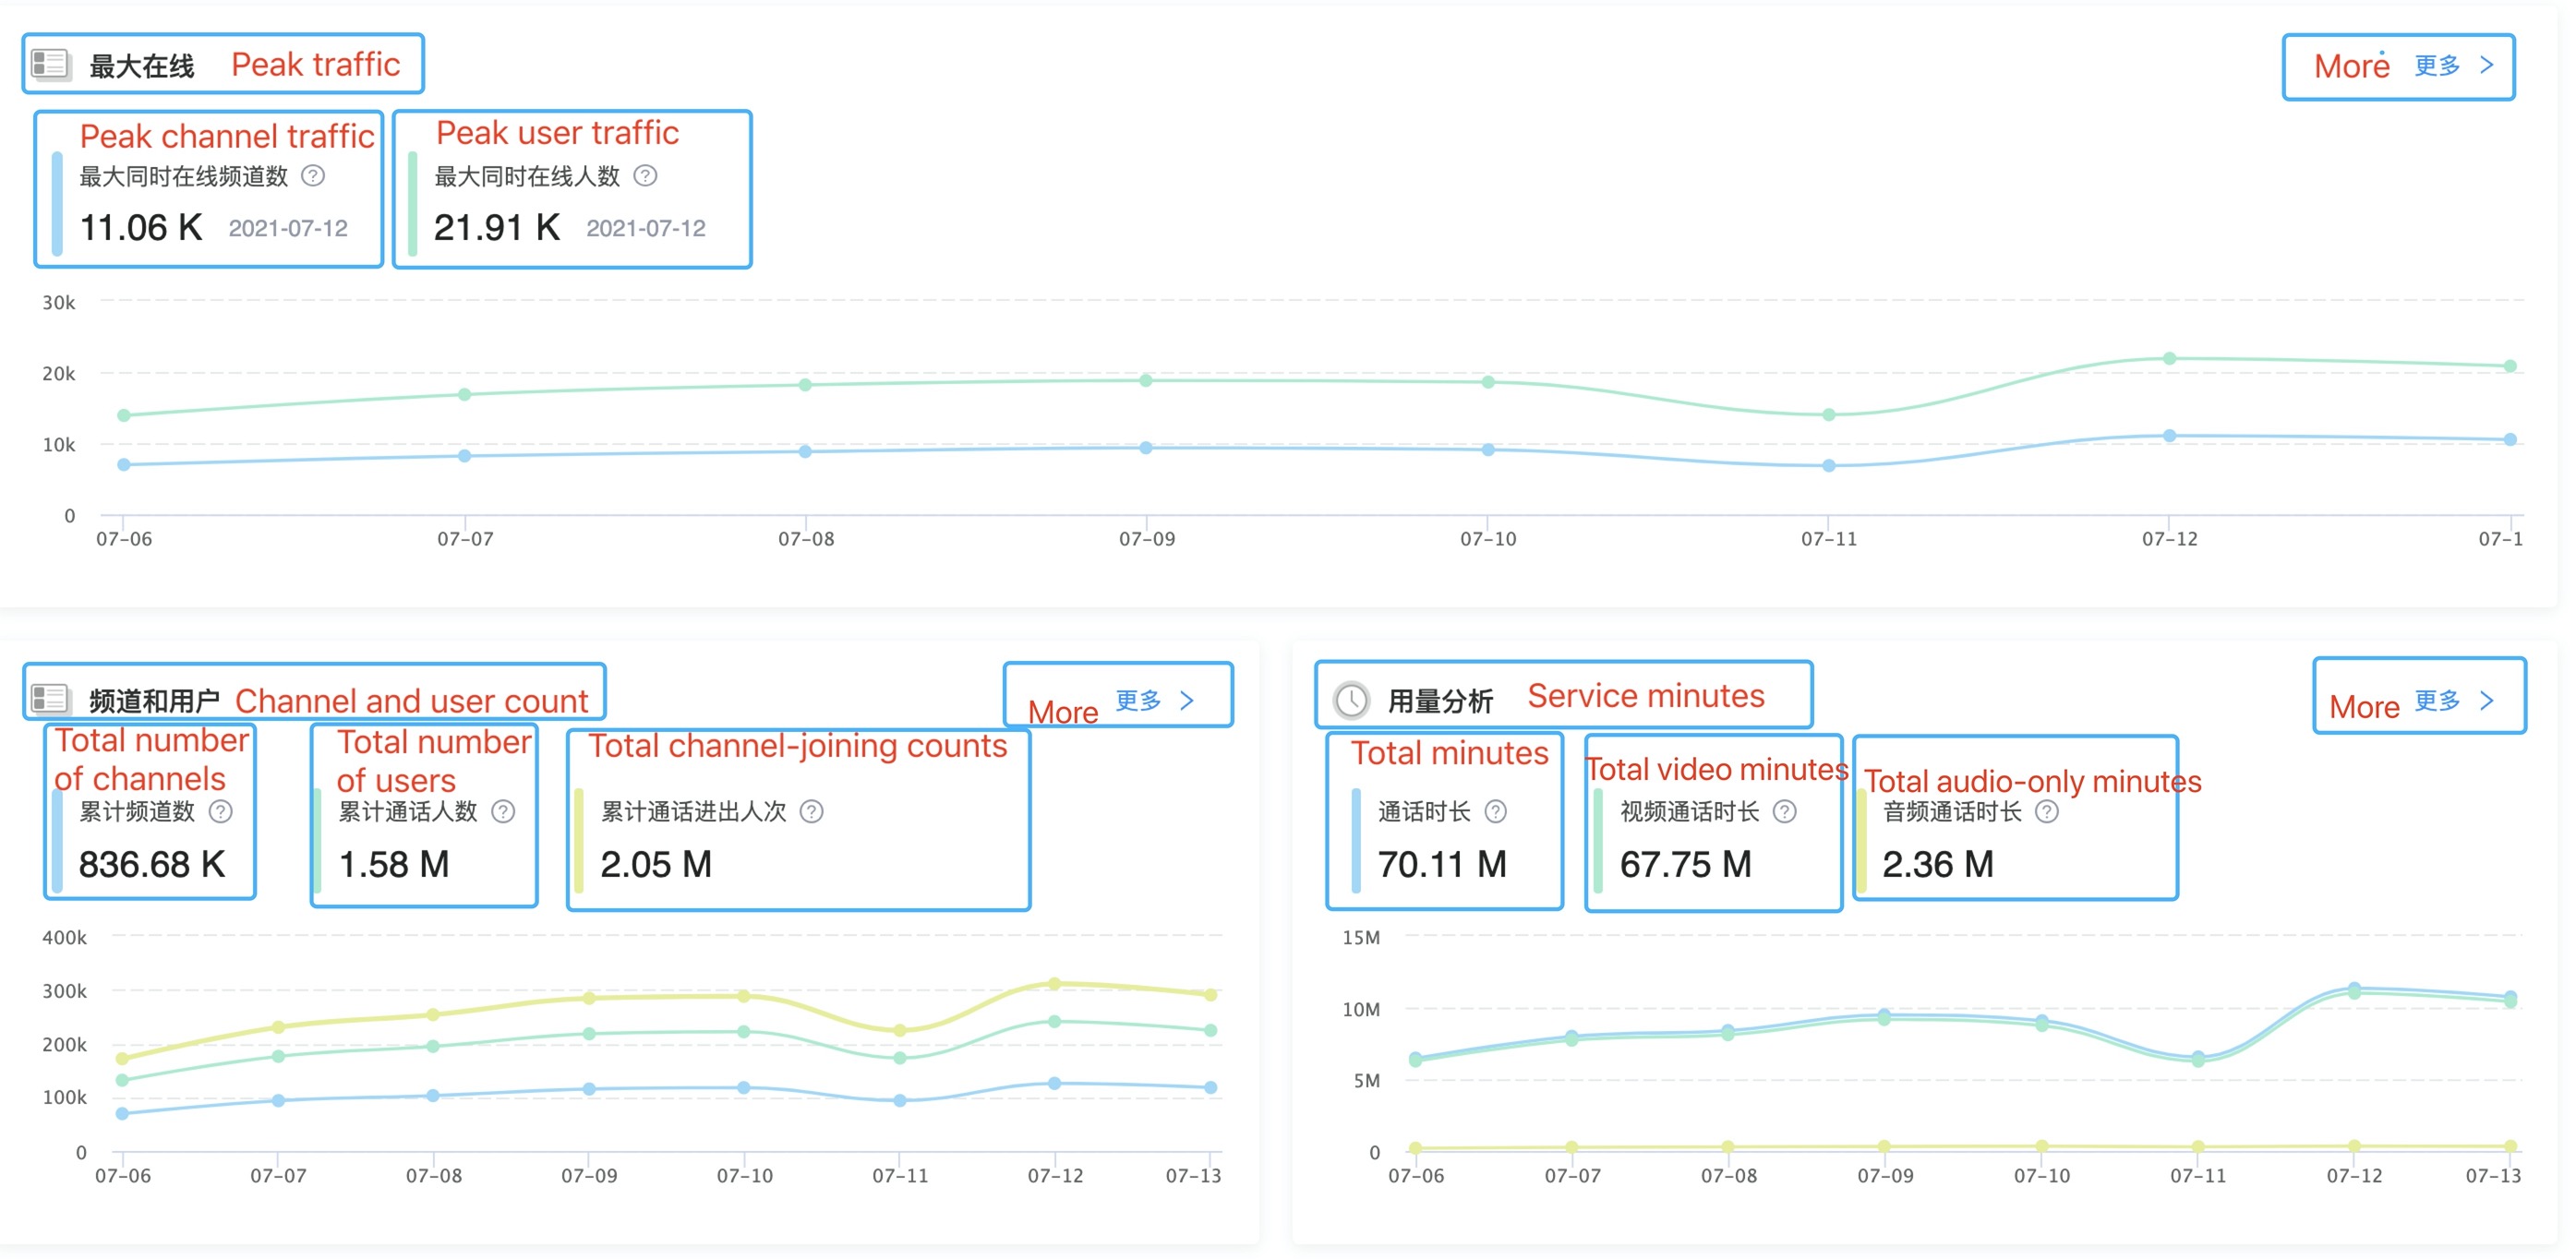 最大在线 Peak traffic
More 更多 >
Peak channel traffic
最大同时在线频道数 ?
11.06 K 2021-07-12
Peak user traffic
最大同时在线人数 ?
21.91 K 2021-07-12
30k
20k
10k
0
07-06 07-07 07-08 07-09 07-10 07-11 07-12 07-1
频道和用户 Channel and user count
More 更多 >
Total number
of channels
累计频道数 ?
836.68 K
Total number
of users
累计通话人数 ?
1.58 M
Total channel-joining counts
累计通话进出人次 ?
2.05 M
400k
300k
200k
100k
0
07-06 07-07 07-08 07-09 07-10 07-11 07-12 07-13
用量分析 Service minutes
More 更多 >
Total minutes
通话时长 ?
70.11 M
Total video minutes
视频通话时长 ?
67.75 M
Total audio-only minutes
音频通话时长 ?
2.36 M
15M
10M
5M
0
07-06 07-07 07-08 07-09 07-10 07-11 07-12 07-13